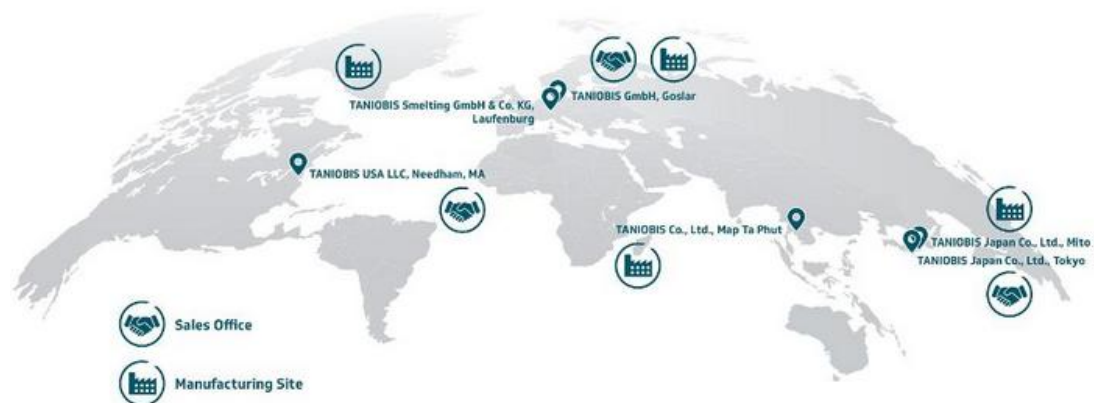 TANIOBIS Smelting GmbH & Co. KG,
Laufenburg
TANIOBIS GmbH, Goslar
TANIOBIS USA LLC, Needham, MA
TANIOBIS Co., Ltd., Map Ta Phut
TANIOBIS Japan Co., Ltd., Mito
TANIOBIS Japan Co., Ltd., Tokyo
Sales Office
Manufacturing Site